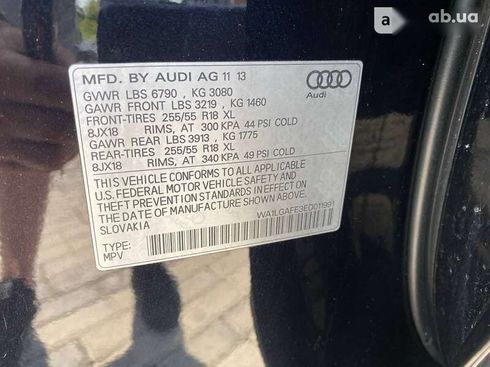 a ab.ua
MFD. BY AUDI AG 11 13
Audi
GVWR LBS 6790 , KG 3080
GAWR FRONT LBS 3219 , KG 1460
FRONT-TIRES 255/55 R18 XL
8JX18 RIMS, AT 300 KPA 44 PSI COLD
GAWR REAR LBS 3913 , KG 1775
REAR-TIRES 255/55 R18 XL
8JX18 RIMS, AT 340 KPA 49 PSI COLD
THIS VEHICLE CONFORMS TO ALL APPLICABLE
U.S. FEDERAL MOTOR VEHICLE SAFETY AND
THEFT PREVENTION STANDARDS IN EFFECT ON
THE DATE OF MANUFACTURE SHOWN ABOVE.
SLOVAKIA
WA1LGAFE3ED011991
TYPE:
MPV